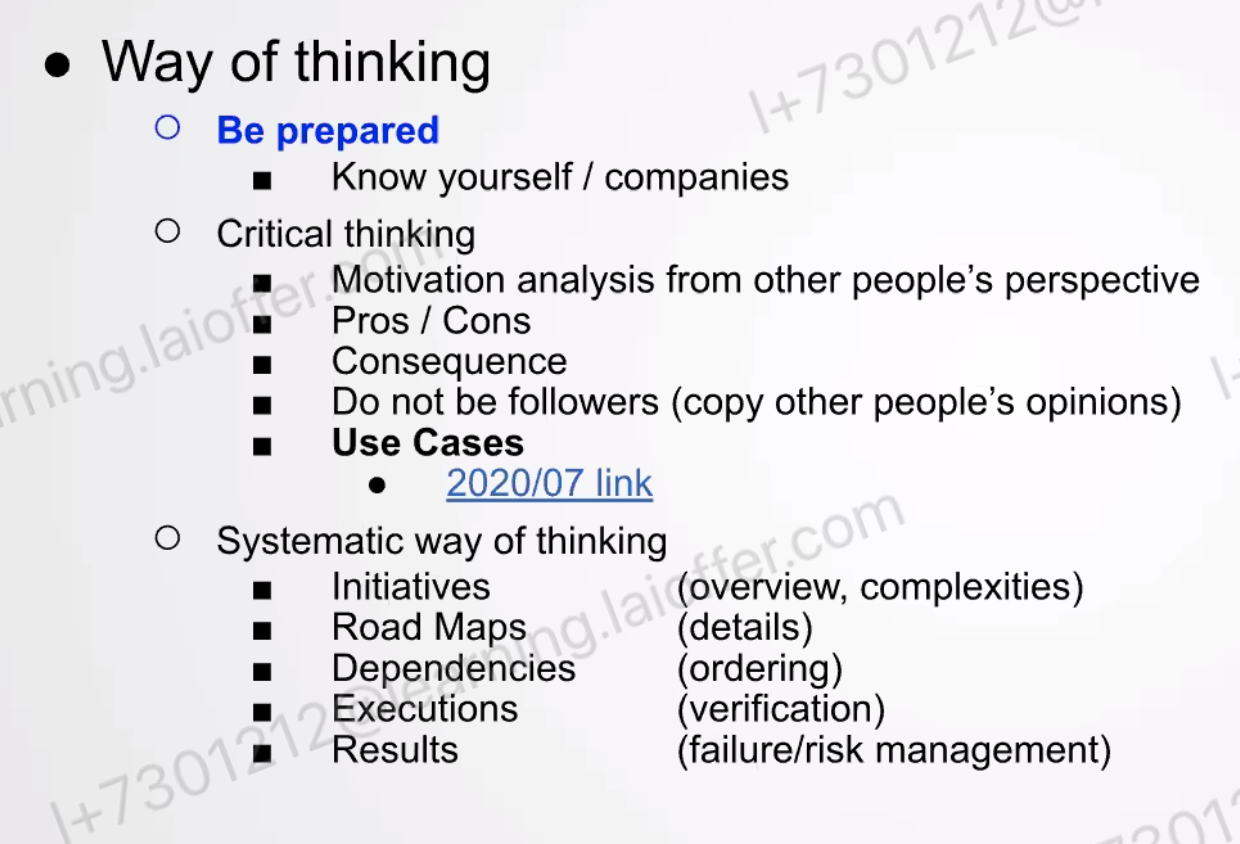 Way of thinking
Be prepared
Know yourself / companies
Critical thinking
Motivation analysis from other people's perspective
Pros / Cons
Consequence
Do not be followers (copy other people's opinions)
Use Cases
2020/07 link
Systematic way of thinking
Initiatives (overview, complexities)
Road Maps (details)
Dependencies (ordering)
Executions (verification)
Results (failure/risk management)
l+7301212@
rning.laioffer.com
l+7301212@learning.laioffer.com